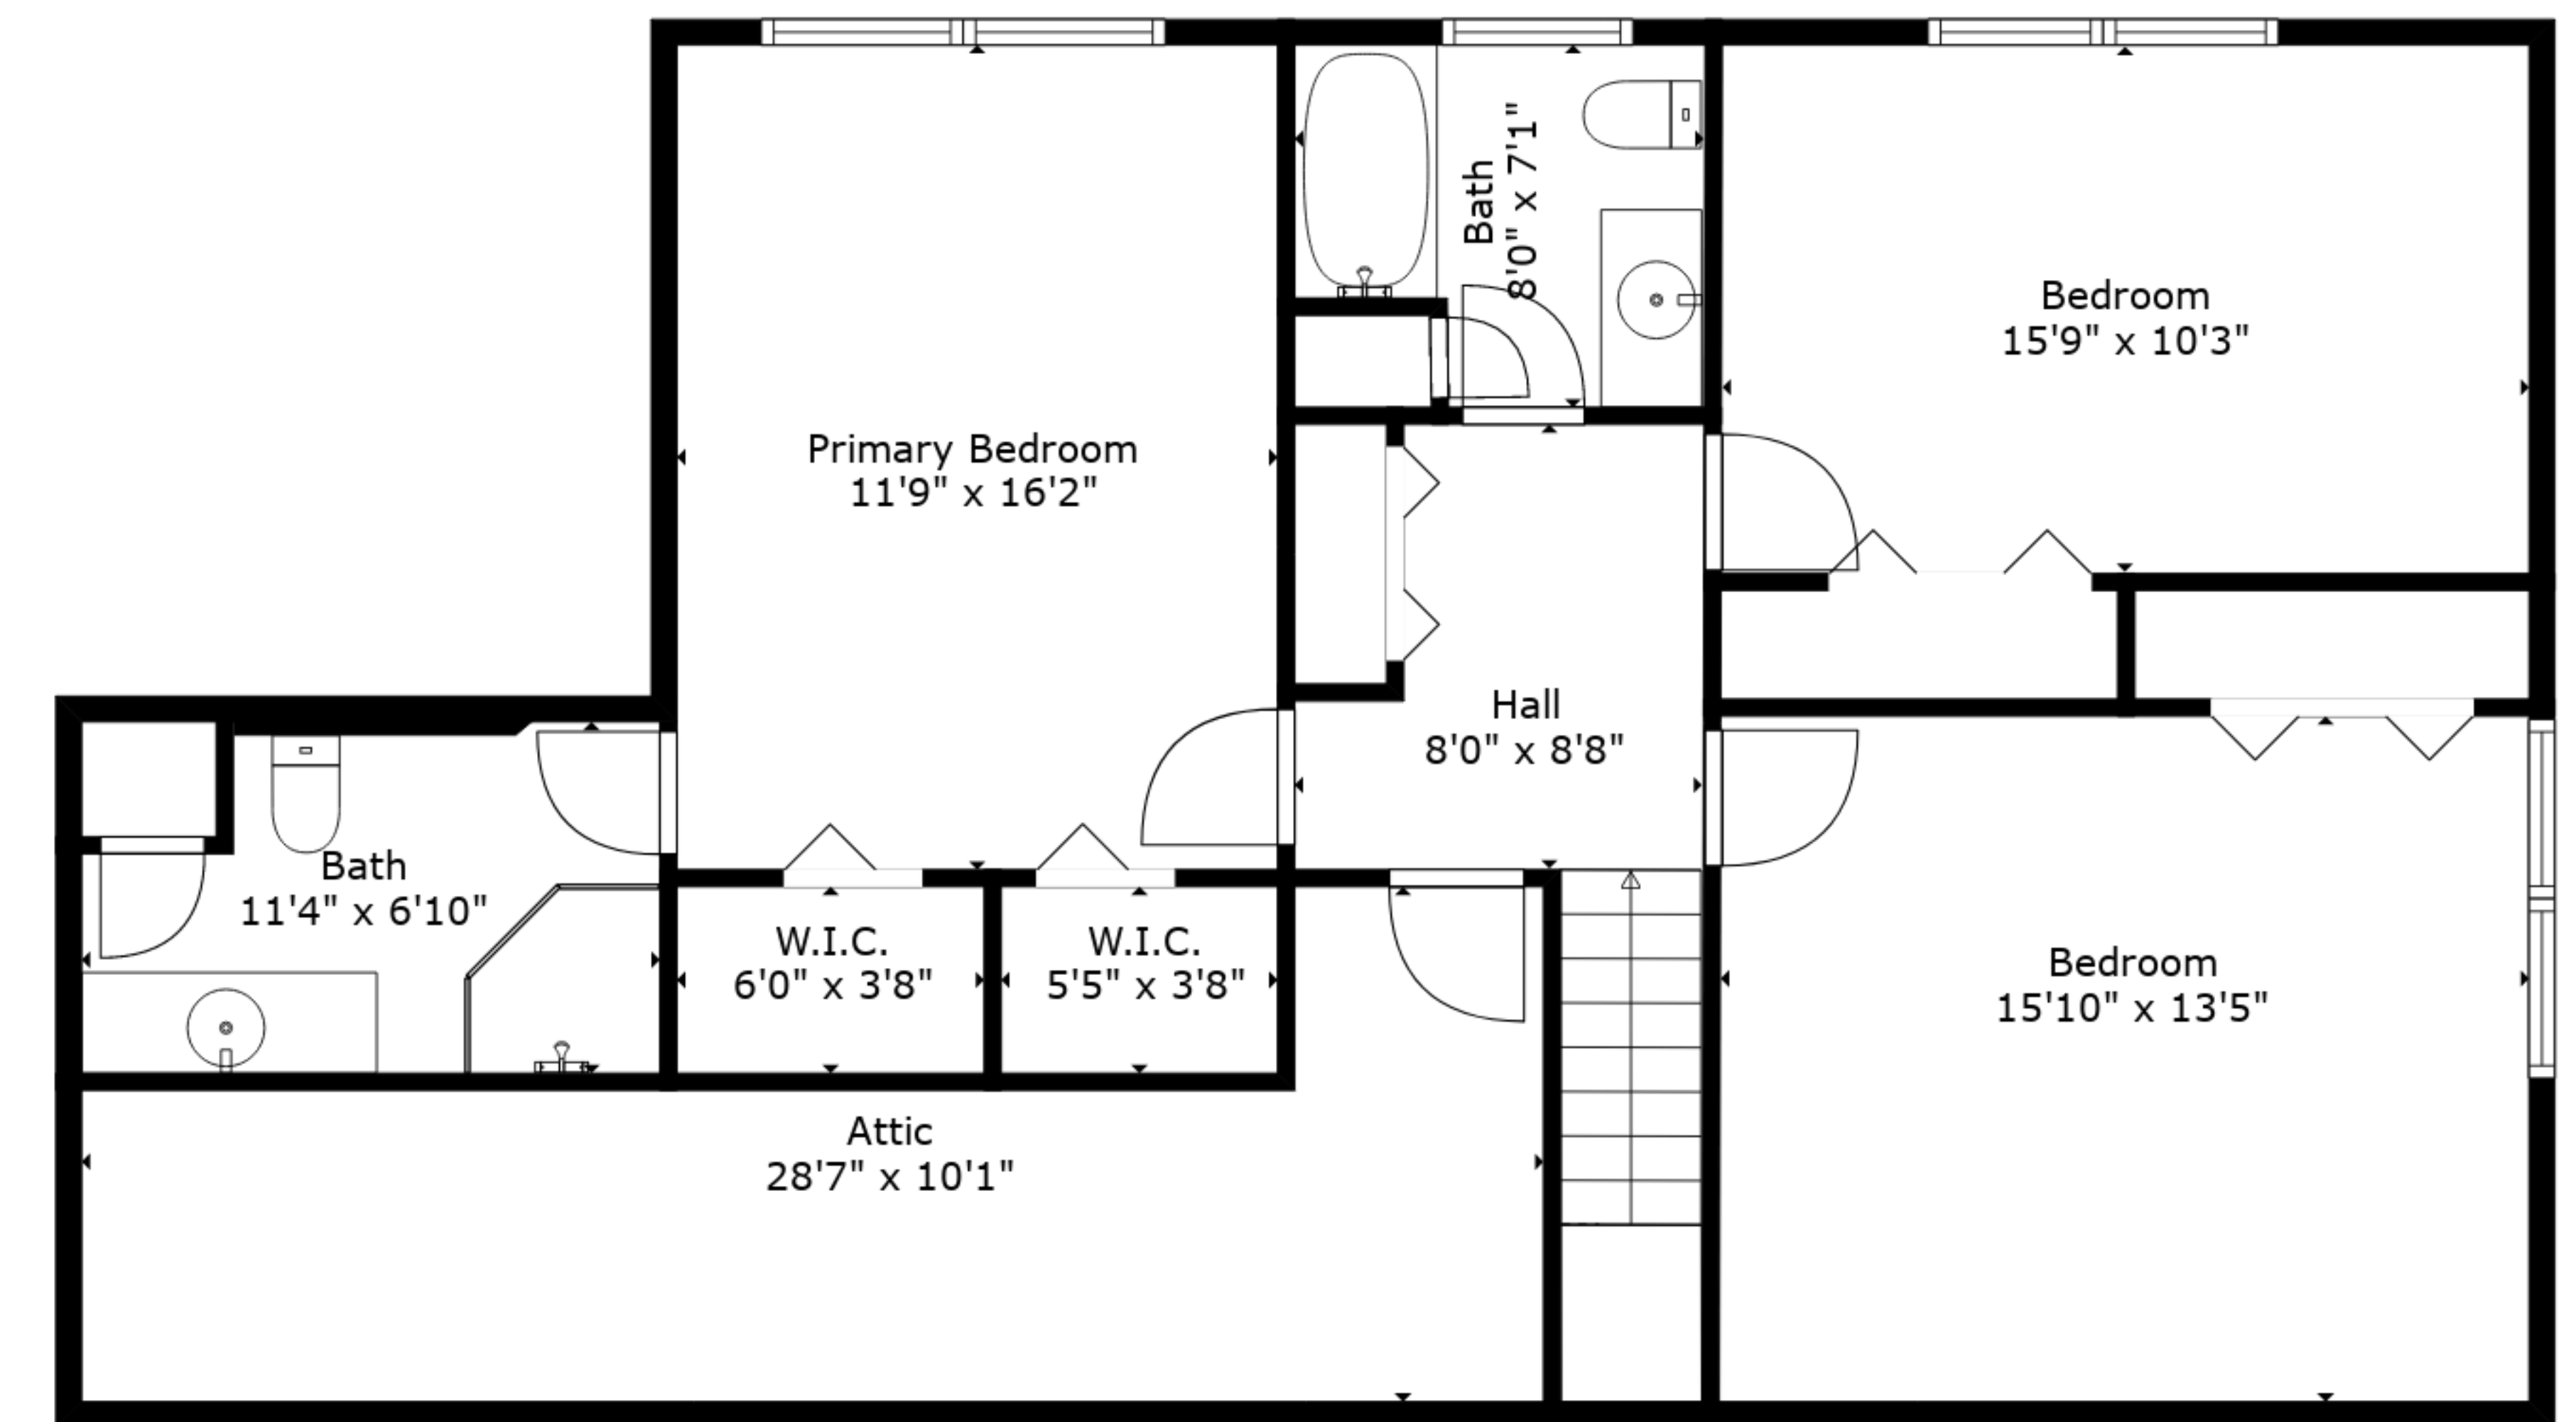 Bath
8'0" x 7'1"
Bedroom
15'9" x 10'3"
Primary Bedroom
11'9" x 16'2"
Hall
8'0" x 8'8"
Bath
11'4" x 6'10"
W.I.C.
6'0" x 3'8"
W.I.C.
5'5" x 3'8"
Bedroom
15'10" x 13'5"
Attic
28'7" x 10'1"